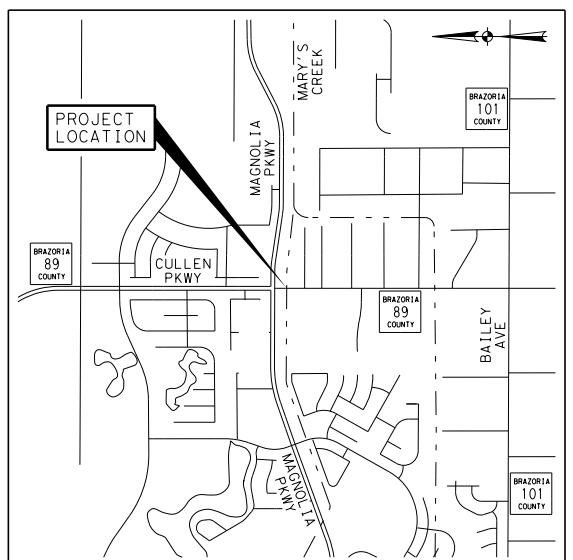 MARY'S
CREEK
BRAZORIA
101
COUNTY
PROJECT
LOCATION
MAGNOLIA
PKWY
BRAZORIA
89
COUNTY
CULLEN
PKWY
BRAZORIA
89
COUNTY
BAILEY
AVE
MAGNOLIA
PKWY
BRAZORIA
101
COUNTY